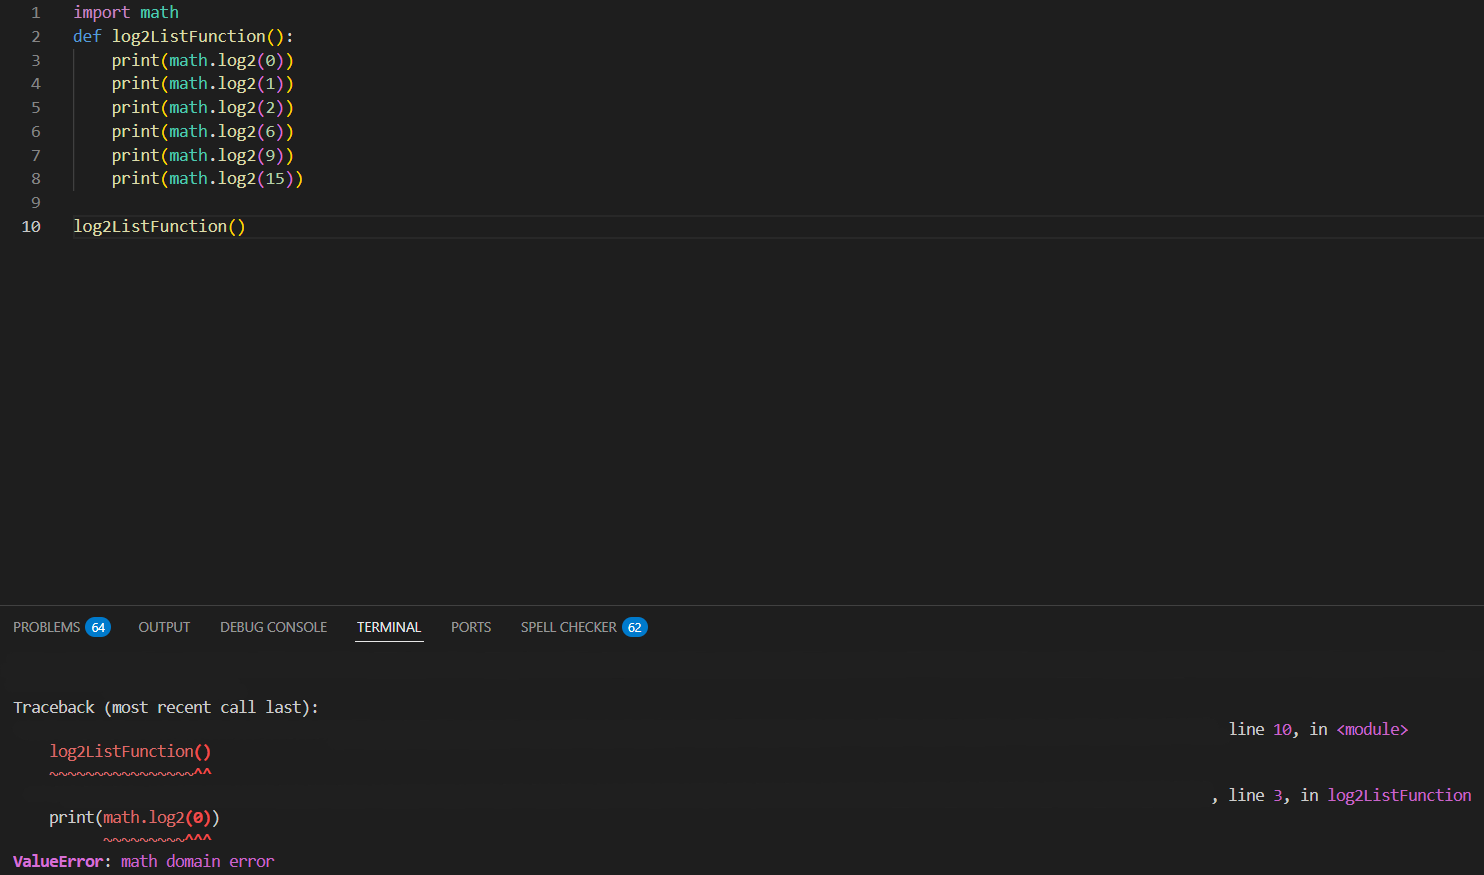 1 import math
2 def log2ListFunction():
3     print(math.log2(0))
4     print(math.log2(1))
5     print(math.log2(2))
6     print(math.log2(6))
7     print(math.log2(9))
8     print(math.log2(15))
9
10 log2ListFunction()
PROBLEMS 64 OUTPUT DEBUG CONSOLE TERMINAL PORTS SPELL CHECKER 62
Traceback (most recent call last):
line 10, in <module>
    log2ListFunction()
    ~~~~~~~~~~~~~~~~^^
, line 3, in log2ListFunction
    print(math.log2(0))
          ~~~~~~~~~^^^
ValueError: math domain error